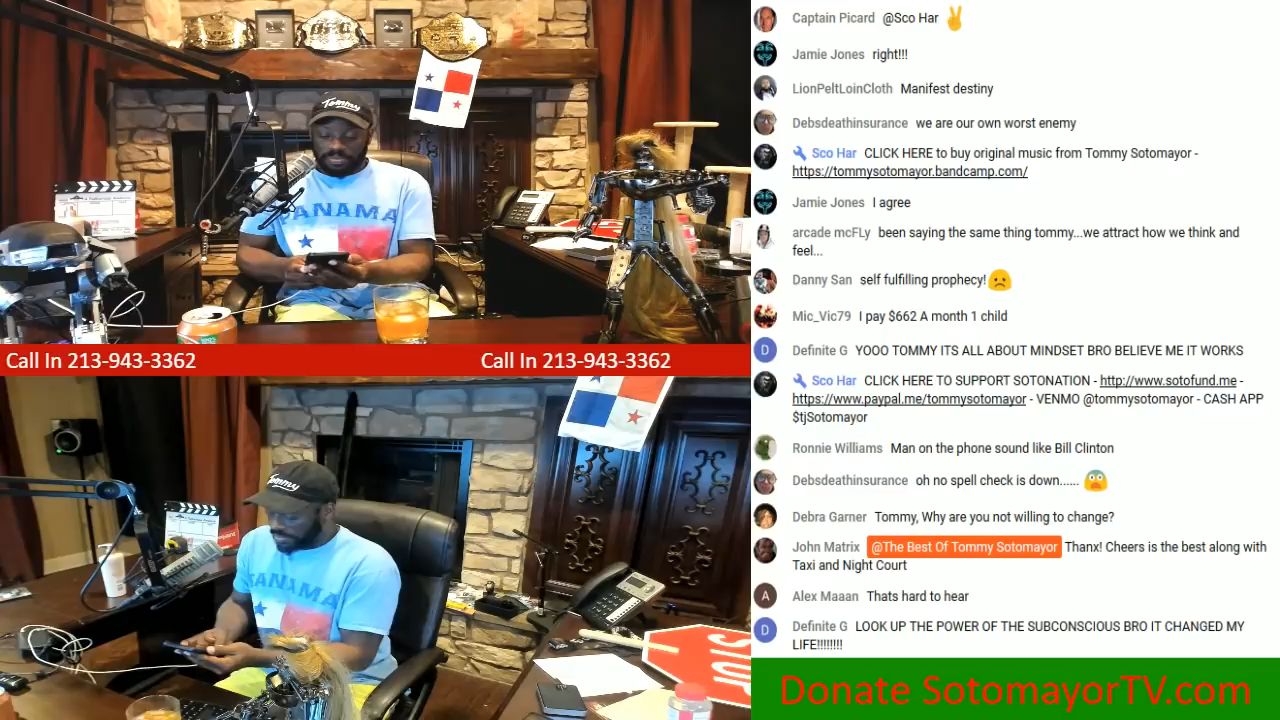 Tommy
PANAMA
Call In 213-943-3362
Call In 213-943-3362
Tommy
PANAMA
STOP
Captain Picard @Sco Har ✌
Jamie Jones right!!!
LionPeltLoinCloth Manifest destiny
Debsdeathinsurance we are our own worst enemy
Sco Har CLICK HERE to buy original music from Tommy Sotomayor -
https://tommysotomayor.bandcamp.com/
Jamie Jones I agree
arcade mcFLy been saying the same thing tommy...we attract how we think and
feel...
Danny San self fulfilling prophecy!☹
Mic_Vic79 I pay $662 A month 1 child
D Definite G YOOO TOMMY ITS ALL ABOUT MINDSET BRO BELIEVE ME IT WORKS
Sco Har CLICK HERE TO SUPPORT SOTONATION - http://www.sotofund.me -
https://www.paypal.me/tommysotomayor - VENMO @tommysotomayor - CASH APP
$tjSotomayor
Ronnie Williams Man on the phone sound like Bill Clinton
Debsdeathinsurance oh no spell check is down...... 😨
Debra Garner Tommy, Why are you not willing to change?
John Matrix @The Best Of Tommy Sotomayor Thanx! Cheers is the best along with
Taxi and Night Court
A Alex Maaan Thats hard to hear
D Definite G LOOK UP THE POWER OF THE SUBCONSCIOUS BRO IT CHANGED MY
LIFE!!!!!!!!
Donate SotomayorTV.com